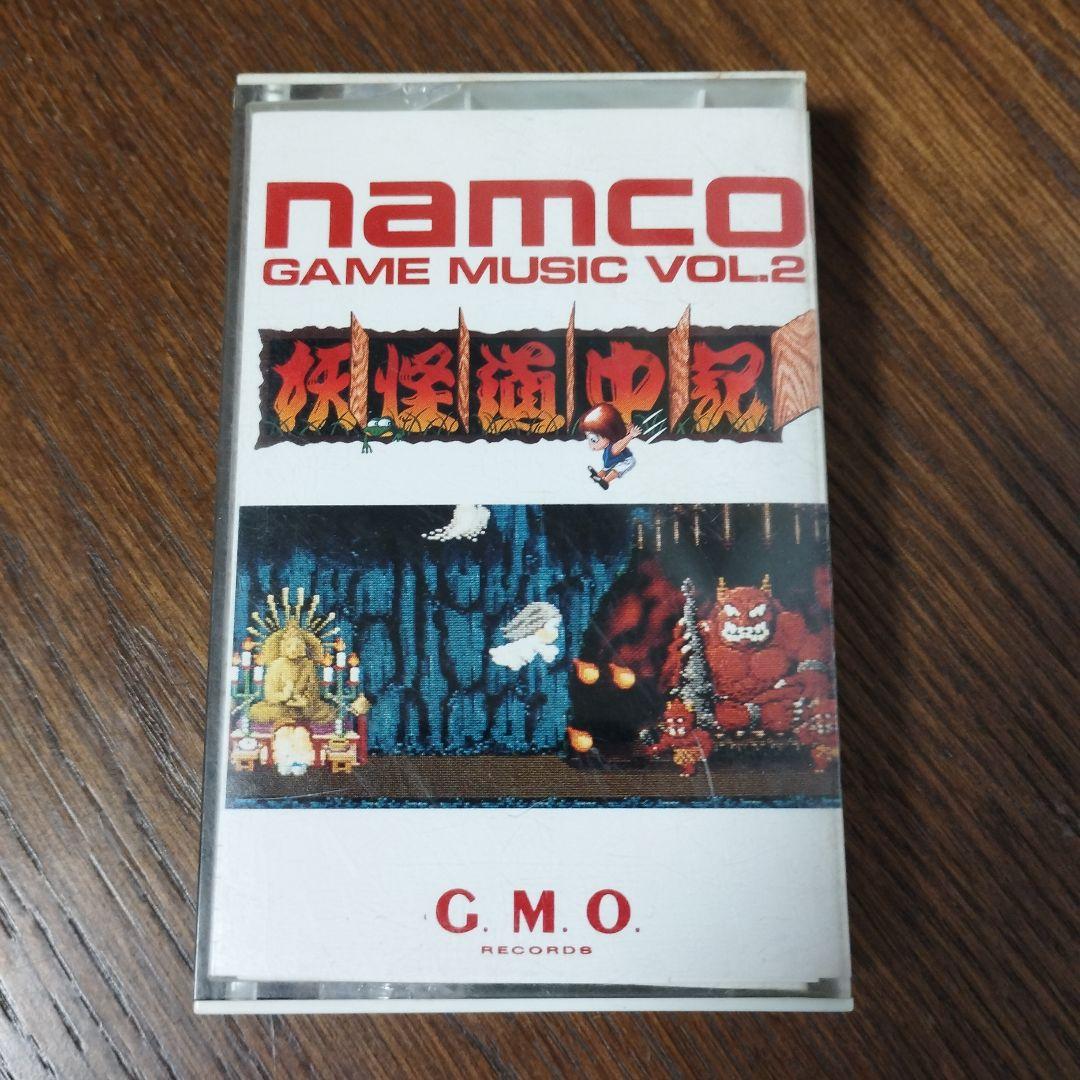 namco
GAME MUSIC VOL.2
妖怪道中記
G. M. O.
RECORDS